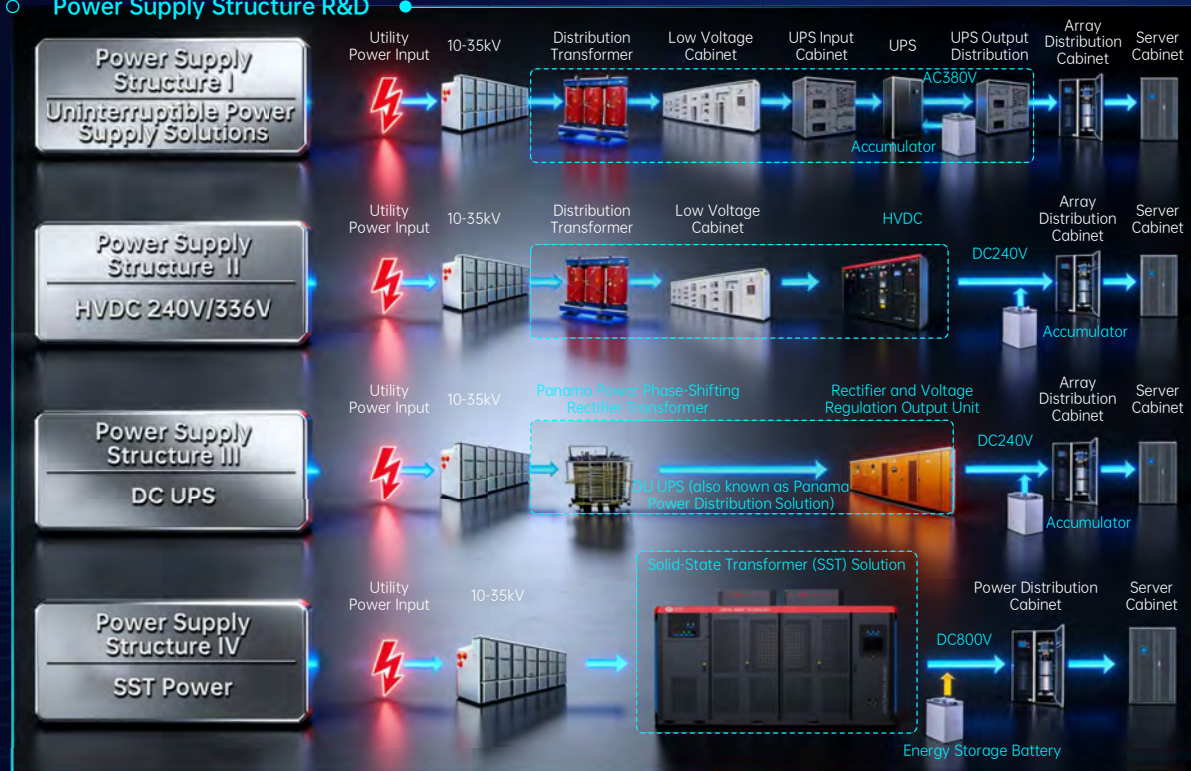 Power Supply Structure R&D
Power Supply
Structure I
Uninterruptible Power
Supply Solutions
Utility
Power Input
10-35kV
Distribution
Transformer
Low Voltage
Cabinet
UPS Input
Cabinet
UPS
UPS Output
Distribution
AC380V
Accumulator
Array
Distribution
Cabinet
Server
Cabinet
Power Supply
Structure II
HVDC 240V/336V
Utility
Power Input
10-35kV
Distribution
Transformer
Low Voltage
Cabinet
HVDC
DC240V
Accumulator
Array
Distribution
Cabinet
Server
Cabinet
Power Supply
Structure III
DC UPS
Utility
Power Input
10-35kV
Panama Power Phase-Shifting
Rectifier Transformer
UPS (also known as Panama
Power Distribution Solution)
Rectifier and Voltage
Regulation Output Unit
DC240V
Accumulator
Array
Distribution
Cabinet
Server
Cabinet
Power Supply
Structure IV
SST Power
Utility
Power Input
10-35kV
Solid-State Transformer (SST) Solution
DC800V
Energy Storage Battery
Power Distribution
Cabinet
Server
Cabinet